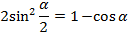 2sin² α/2 = 1−cos α